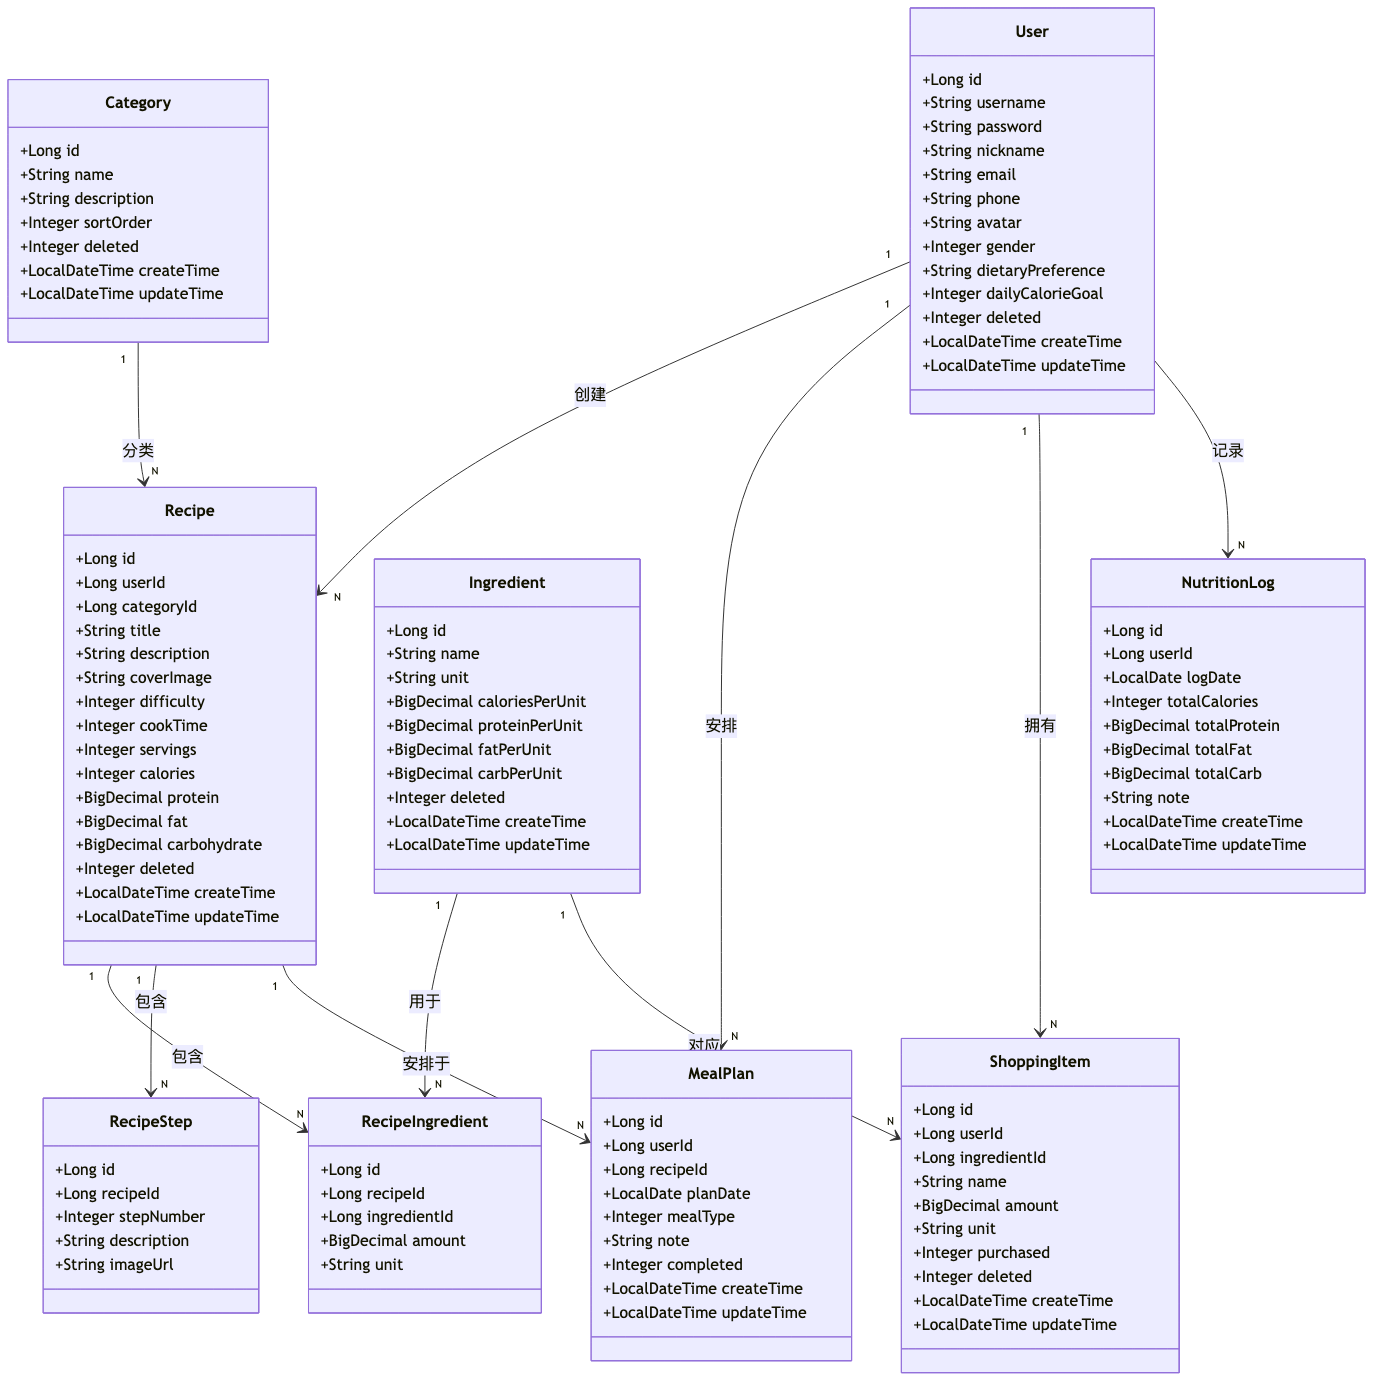 User
+Long id
+String username
+String password
+String nickname
+String email
+String phone
+String avatar
+Integer gender
+String dietaryPreference
+Integer dailyCalorieGoal
+Integer deleted
+LocalDateTime createTime
+LocalDateTime updateTime
Category
+Long id
+String name
+String description
+Integer sortOrder
+Integer deleted
+LocalDateTime createTime
+LocalDateTime updateTime
1
1
1
1
创建
分类
记录
N
N
N
Recipe
+Long id
+Long userId
+Long categoryId
+String title
+String description
+String coverImage
+Integer difficulty
+Integer cookTime
+Integer servings
+Integer calories
+BigDecimal protein
+BigDecimal fat
+BigDecimal carbohydrate
+Integer deleted
+LocalDateTime createTime
+LocalDateTime updateTime
Ingredient
+Long id
+String name
+String unit
+BigDecimal caloriesPerUnit
+BigDecimal proteinPerUnit
+BigDecimal fatPerUnit
+BigDecimal carbPerUnit
+Integer deleted
+LocalDateTime createTime
+LocalDateTime updateTime
安排
拥有
NutritionLog
+Long id
+Long userId
+LocalDate logDate
+Integer totalCalories
+BigDecimal totalProtein
+BigDecimal totalFat
+BigDecimal totalCarb
+String note
+LocalDateTime createTime
+LocalDateTime updateTime
1
1
1
1
1
包含
包含
安排于
用于
对应
N
N
N
N
N
N
N
RecipeStep
+Long id
+Long recipeId
+Integer stepNumber
+String description
+String imageUrl
RecipeIngredient
+Long id
+Long recipeId
+Long ingredientId
+BigDecimal amount
+String unit
MealPlan
+Long id
+Long userId
+Long recipeId
+LocalDate planDate
+Integer mealType
+String note
+Integer completed
+LocalDateTime createTime
+LocalDateTime updateTime
ShoppingItem
+Long id
+Long userId
+Long ingredientId
+String name
+BigDecimal amount
+String unit
+Integer purchased
+Integer deleted
+LocalDateTime createTime
+LocalDateTime updateTime